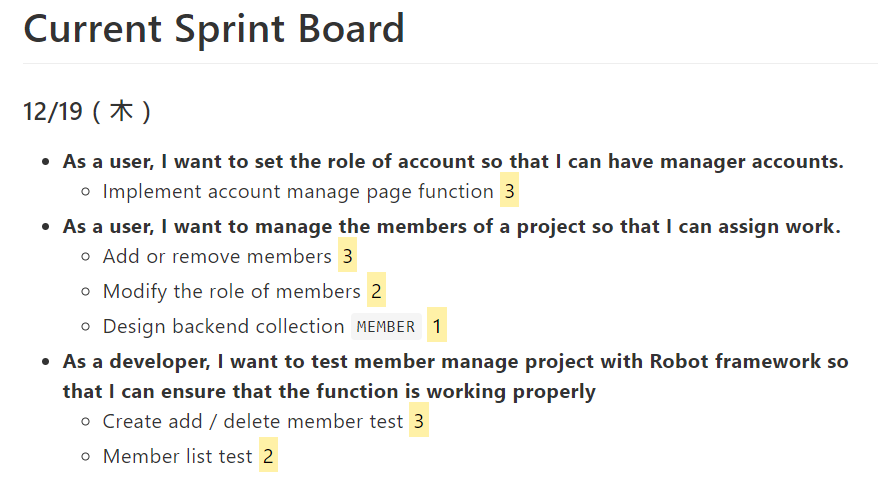 Current Sprint Board
12/19 ( 木 )
As a user, I want to set the role of account so that I can have manager accounts.
Implement account manage page function 3
As a user, I want to manage the members of a project so that I can assign work.
Add or remove members 3
Modify the role of members 2
Design backend collection MEMBER 1
As a developer, I want to test member manage project with Robot framework so
that I can ensure that the function is working properly
Create add / delete member test 3
Member list test 2